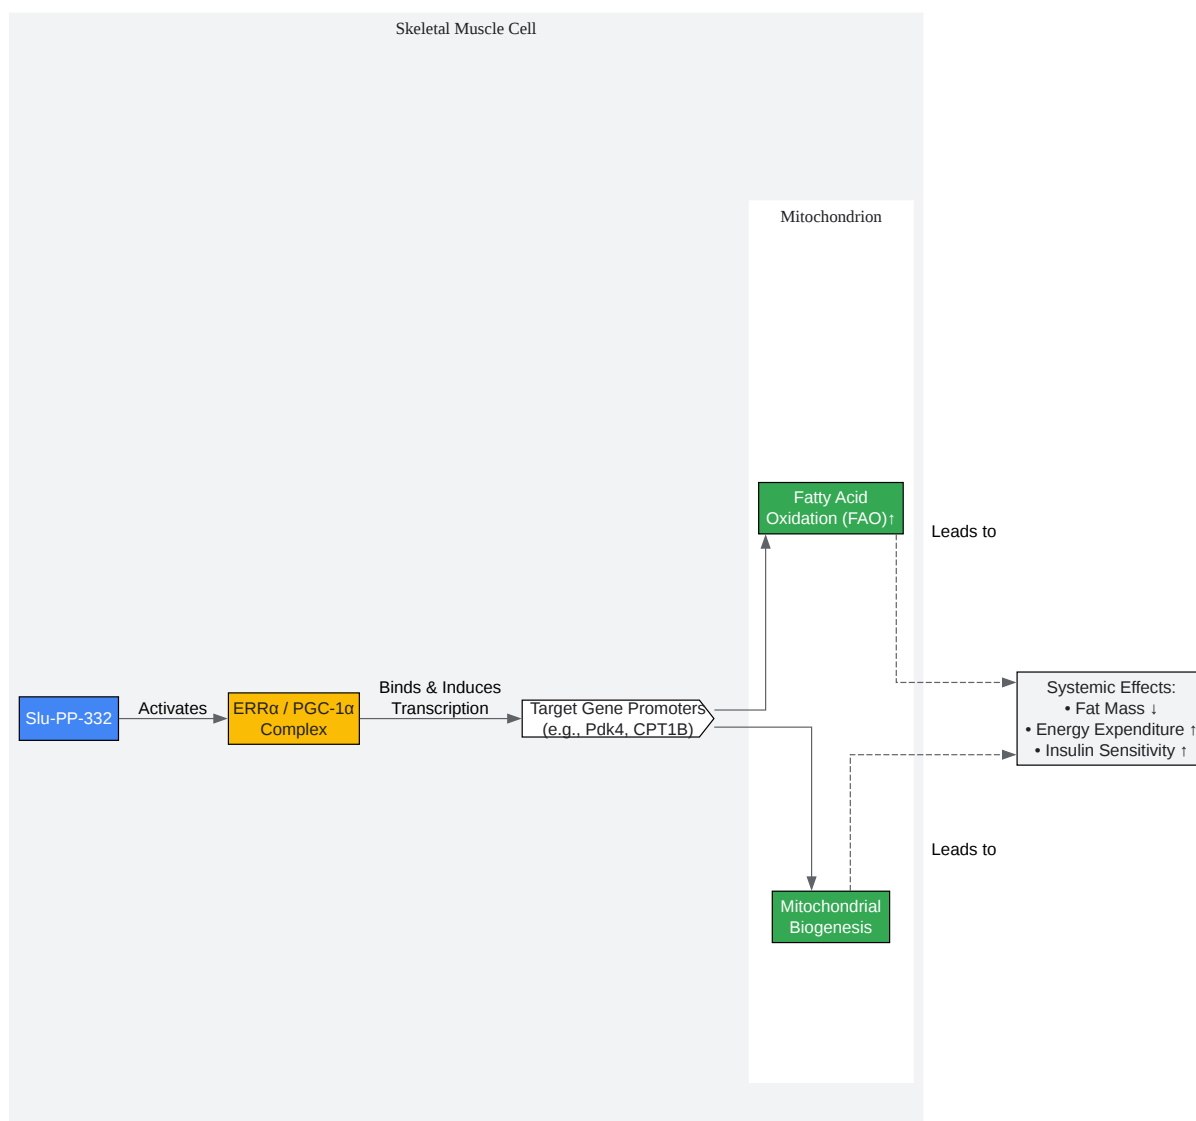 Skeletal Muscle Cell
Mitochondrion
Fatty Acid
Oxidation (FAO)↑
Leads to
Binds & Induces
Transcription
Activates
Slu-PP-332
ERRα / PGC-1α
Complex
Target Gene Promoters
(e.g., Pdk4, CPT1B)
Systemic Effects:
• Fat Mass ↓
• Energy Expenditure ↑
• Insulin Sensitivity ↑
Leads to
Mitochondrial
Biogenesis